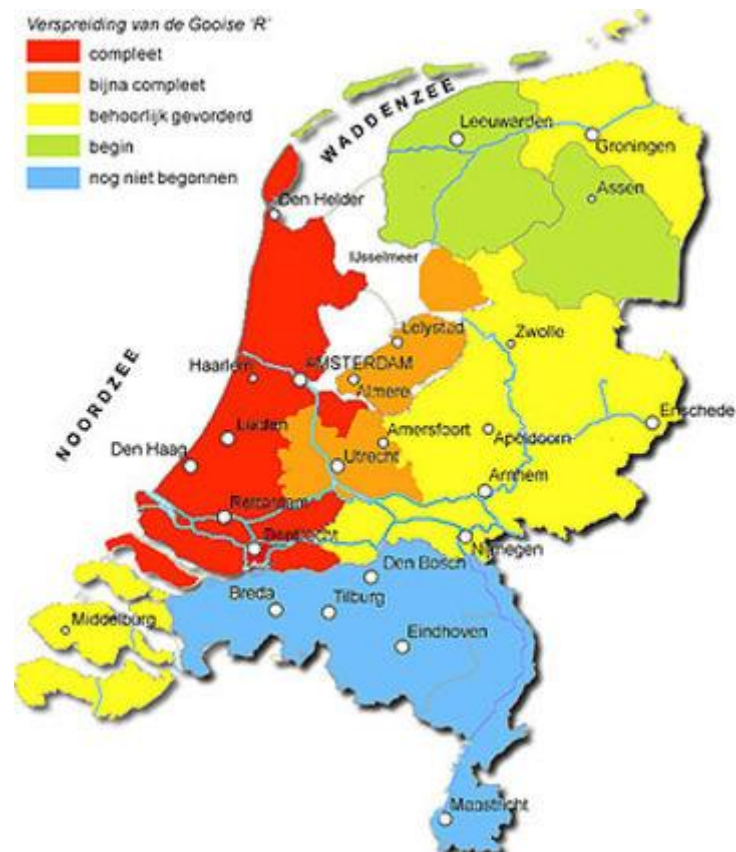 Verspreiding van de Gooise 'R'
compleet
bijna compleet
behoorlijk gevorderd
begin
nog niet begonnen
WADDENZEE
Leeuwarden
Groningen
Assen
Den Helder
IJsselmeer
Lelystad
Zwolle
Haarlem
AMSTERDAM
Almere
NOORDZEE
Enschede
Leiden
Amersfoort
Apeldoorn
Den Haag
Utrecht
Arnhem
Rotterdam
Dordrecht
Nijmegen
Den Bosch
Breda
Tilburg
Middelburg
Eindhoven
Maastricht